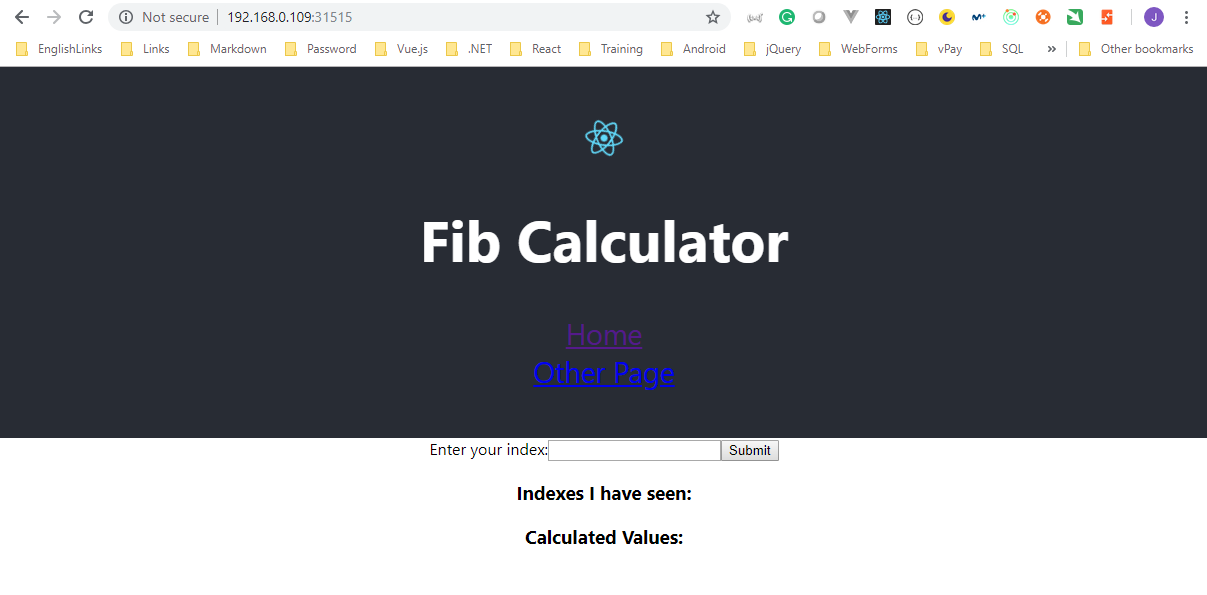 Not secure 192.168.0.109:31515
J
EnglishLinks Links Markdown Password Vue.js .NET React Training Android jQuery WebForms vPay SQL » Other bookmarks
Fib Calculator
Home
Other Page
Enter your index: Submit
Indexes I have seen:
Calculated Values: